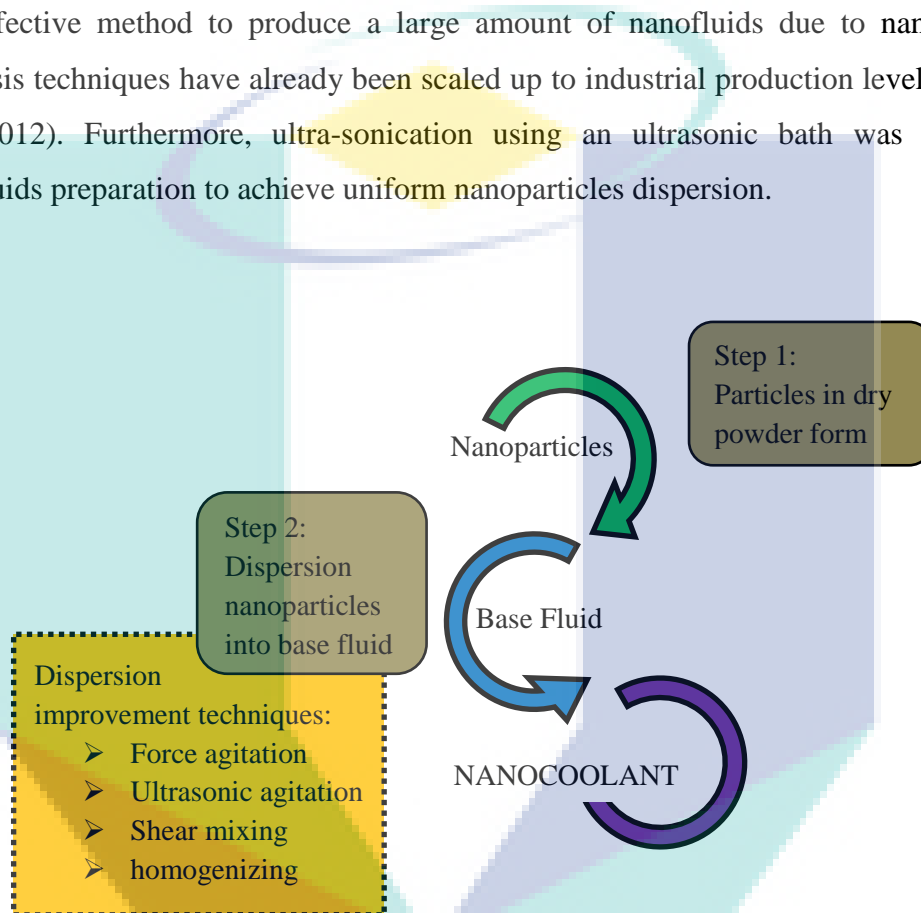 fective method to produce a large amount of nanofluids due to nan
sis techniques have already been scaled up to industrial production level
012). Furthermore, ultra-sonication using an ultrasonic bath was
uids preparation to achieve uniform nanoparticles dispersion.
Step 1:
Particles in dry
powder form
Nanoparticles
Step 2:
Dispersion
nanoparticles
into base fluid
Base Fluid
Dispersion
improvement techniques:
➢ Force agitation
➢ Ultrasonic agitation
➢ Shear mixing
➢ homogenizing
NANOCOOLANT